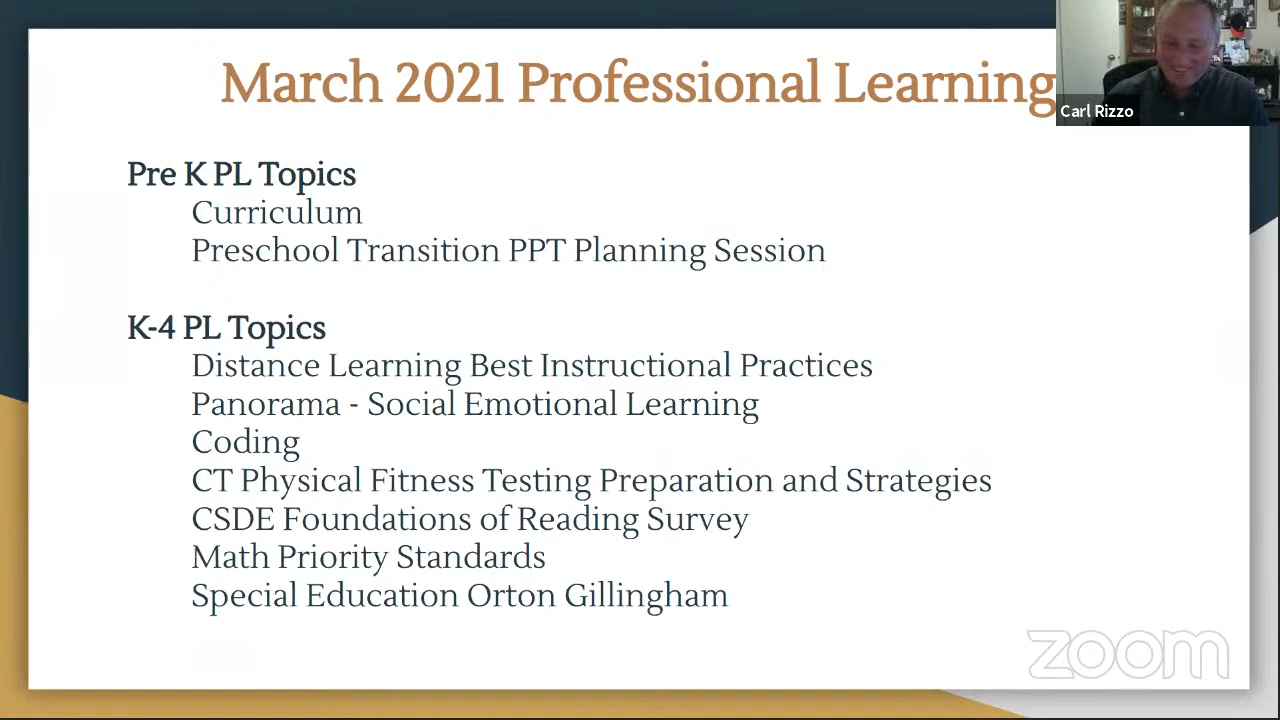 March 2021 Professional Learning
Carl Rizzo
Pre K PL Topics
Curriculum
Preschool Transition PPT Planning Session
K-4 PL Topics
Distance Learning Best Instructional Practices
Panorama - Social Emotional Learning
Coding
CT Physical Fitness Testing Preparation and Strategies
CSDE Foundations of Reading Survey
Math Priority Standards
Special Education Orton Gillingham
zoom